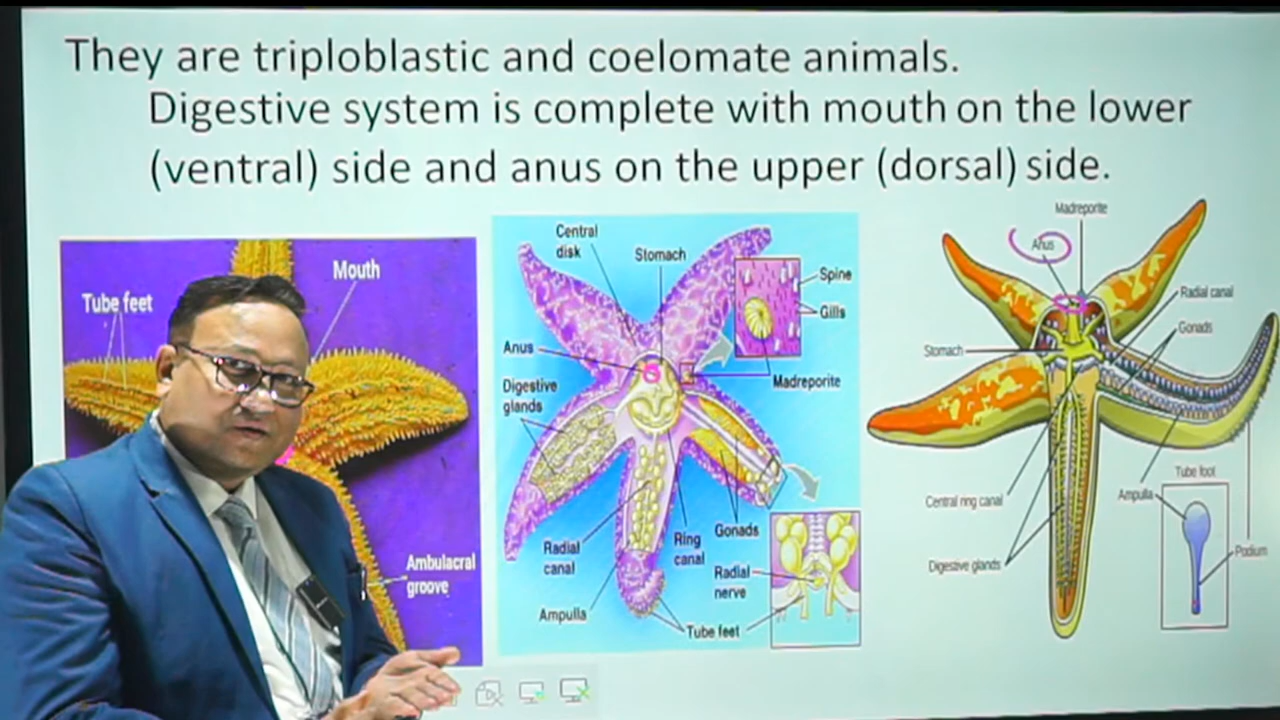 They are triploblastic and coelomate animals.
Digestive system is complete with mouth on the lower
(ventral) side and anus on the upper (dorsal) side.
Mouth
Tube feet
Ambulacral
groove
Central
disk
Stomach
Spine
Gills
Anus
Madreporite
Digestive
glands
Radial
canal
Ring
canal
Gonads
Radial
nerve
Ampulla
Tube feet
Madreporite
Anus
Radial canal
Gonads
Stomach
Central ring canal
Ampulla
Tube foot
Podium
Digestive glands